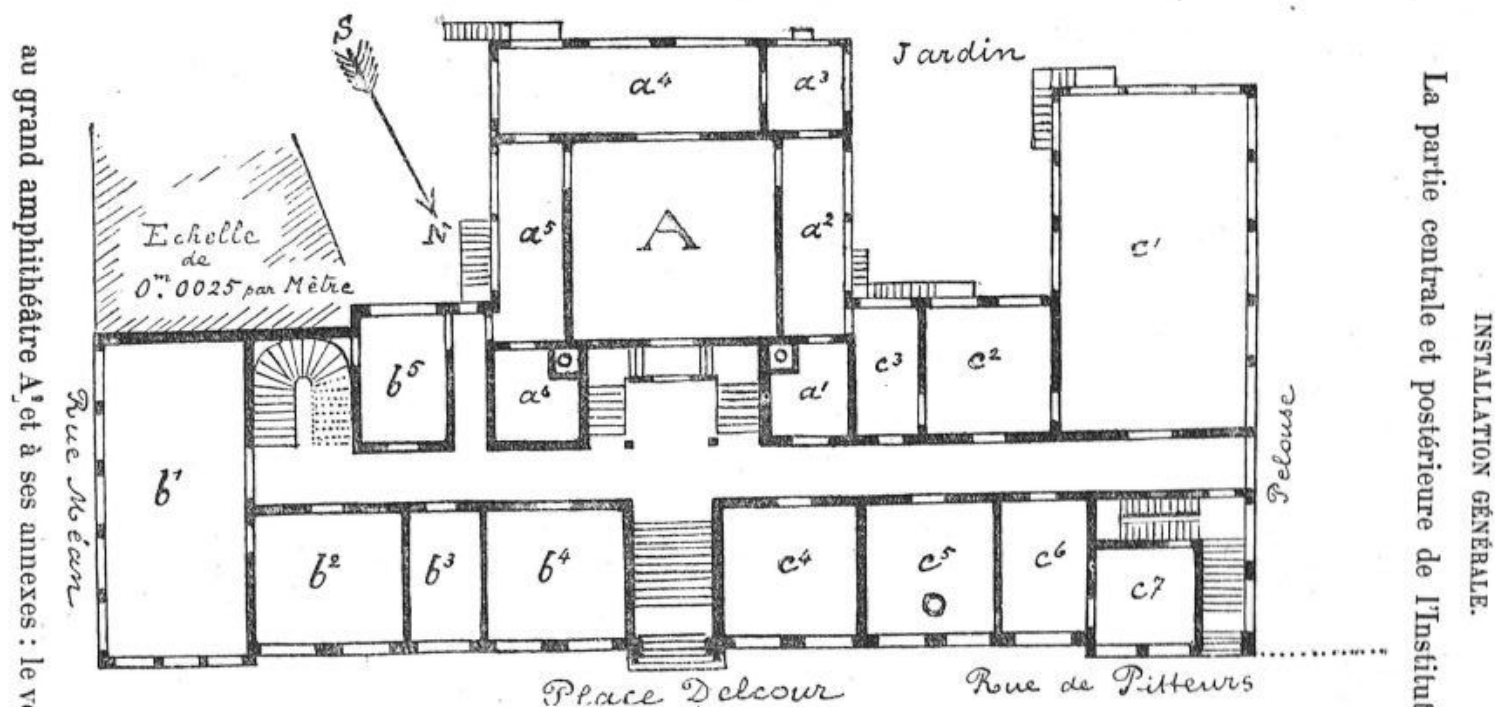 INSTALLATION GÉNÉRALE.
La partie centrale et postérieure de l'Institut
au grand amphithéâtre A, et à ses annexes : le
S
N
Jardin
Echelle
de
0m.0025 par Mètre
a4
a3
a5
A
a2
c'
a6
a'
c3
c2
b5
b1
b2
b3
b4
c4
c5
c6
c7
Rue Méan.
Pelouse
Place Delcour
Rue de Pitteurs